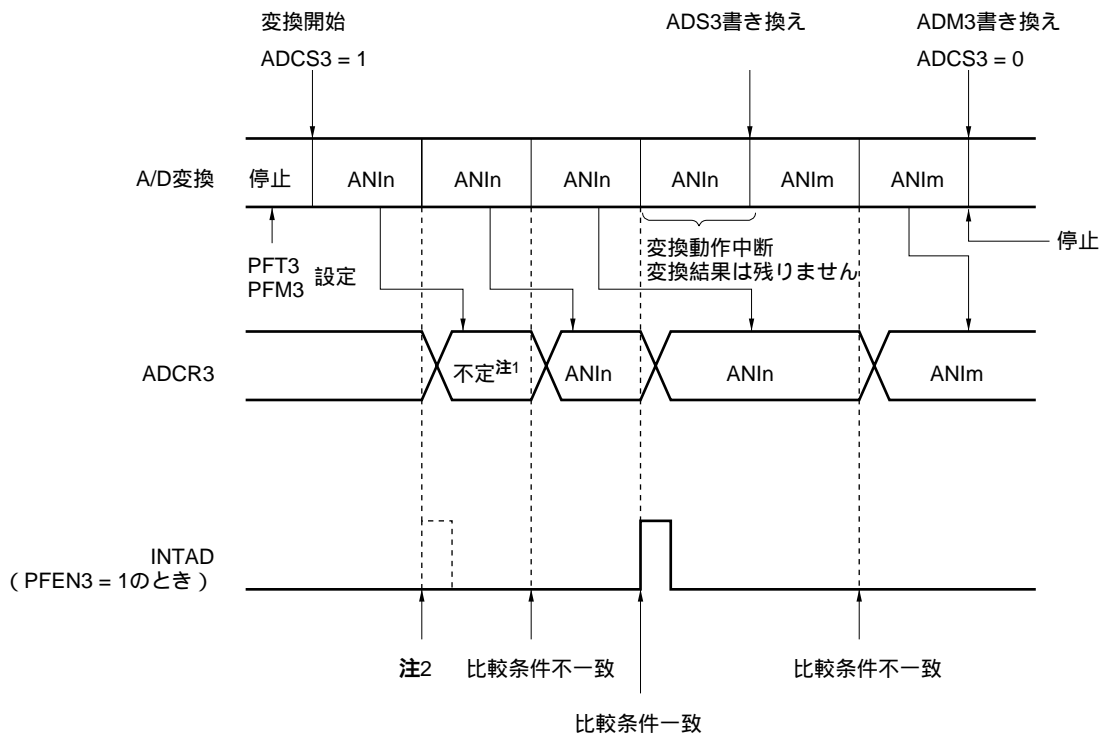 変換開始
ADCS3 = 1
ADS3書き換え
ADM3書き換え
ADCS3 = 0
A/D変換
停止
ANIn
ANIn
ANIn
ANIn
ANIm
ANIm
PFT3
PFM3
設定
変換動作中断
変換結果は残りません
停止
ADCR3
不定注1
ANIn
ANIn
ANIm
INTAD
(PFEN3 = 1のとき)
注2
比較条件不一致
比較条件不一致
比較条件一致